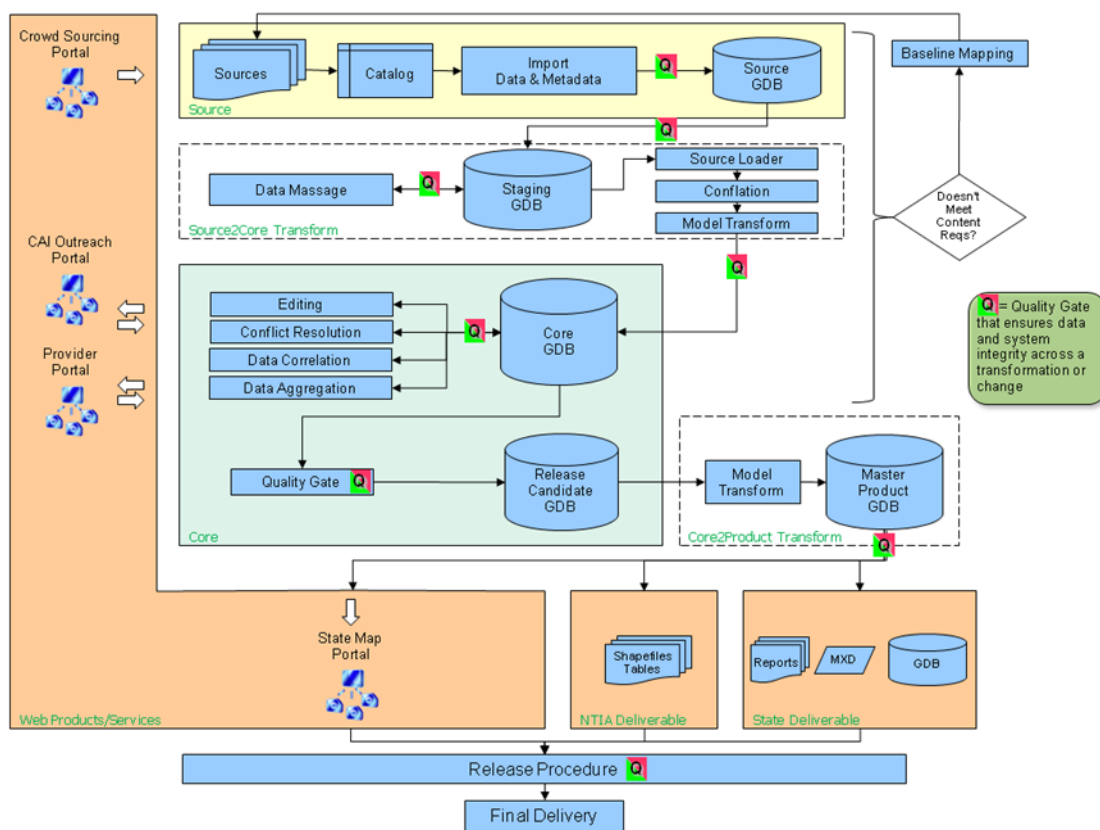 Crowd Sourcing
Portal
Sources
Catalog
Import
Data & Metadata
Q
Source
GDB
Source
Baseline Mapping
Q
Data Massage
Q
Staging
GDB
Source Loader
Conflation
Model Transform
Source2Core Transform
Doesn't
Meet
Content
Reqs?
CAI Outreach
Portal
Q
Editing
Conflict Resolution
Data Correlation
Data Aggregation
Q
Core
GDB
Q = Quality Gate
that ensures data
and system
integrity across a
transformation or
change
Provider
Portal
Quality Gate Q
Release
Candidate
GDB
Core
Model
Transform
Master
Product
GDB
Core2Product Transform
Q
State Map
Portal
Web Products/Services
Shapefiles
Tables
NTIA Deliverable
Reports
MXD
GDB
State Deliverable
Release Procedure Q
Final Delivery